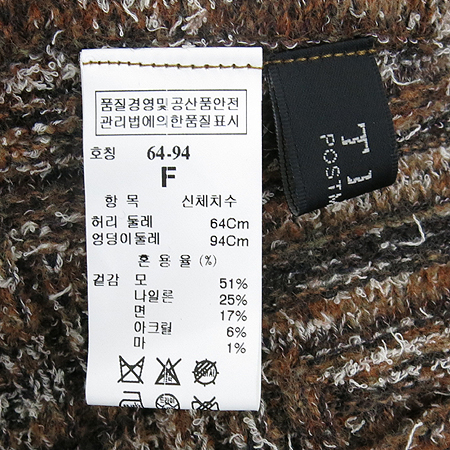 품질경영및공산품안전
관리법에의한품질표시
호칭 64-94
F
항 목 신체치수
허리 둘레 64Cm
엉덩이둘레 94Cm
혼 용 율 (%)
겉감 모 51%
나일론 25%
면 17%
아크릴 6%
마 1%
POSTM